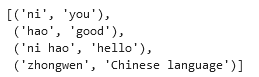 [('ni', 'you'),
('hao', 'good'),
('ni hao', 'hello'),
('zhongwen', 'Chinese language')]